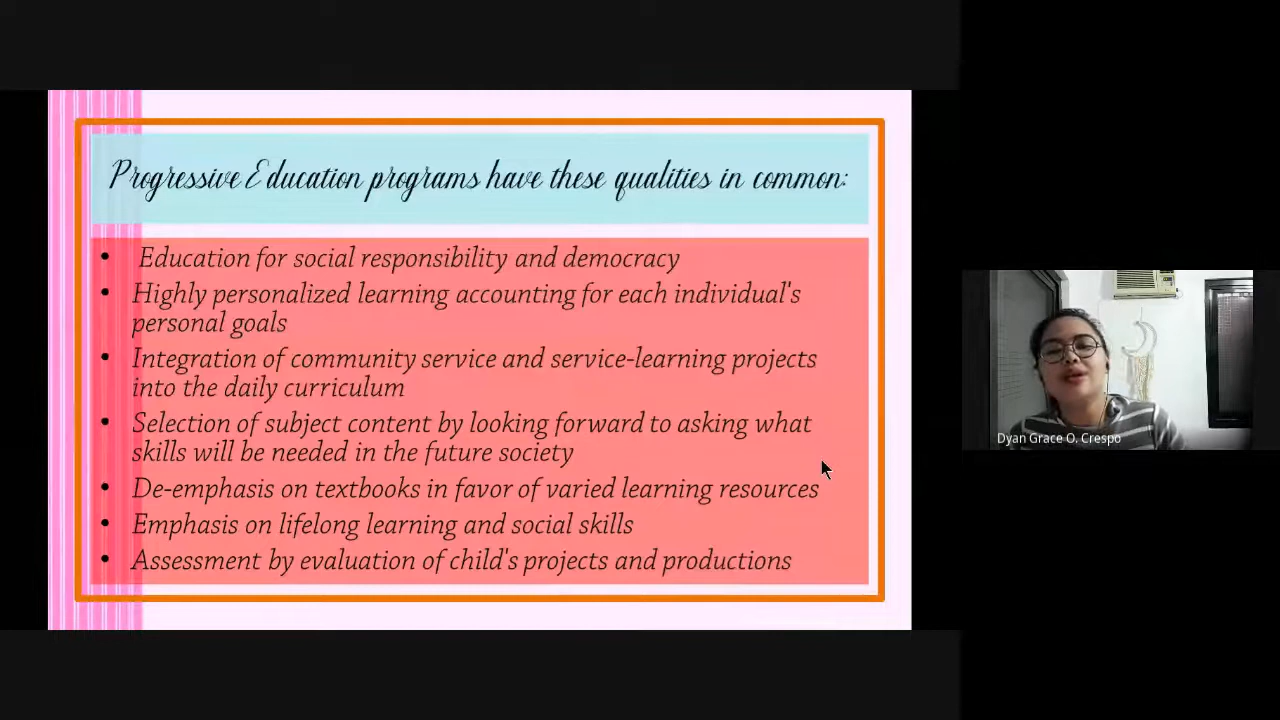 Progressive Education programs have these qualities in common:
• Education for social responsibility and democracy
• Highly personalized learning accounting for each individual's
personal goals
• Integration of community service and service-learning projects
into the daily curriculum
• Selection of subject content by looking forward to asking what
skills will be needed in the future society
• De-emphasis on textbooks in favor of varied learning resources
• Emphasis on lifelong learning and social skills
• Assessment by evaluation of child's projects and productions
Dyan Grace O. Crespo